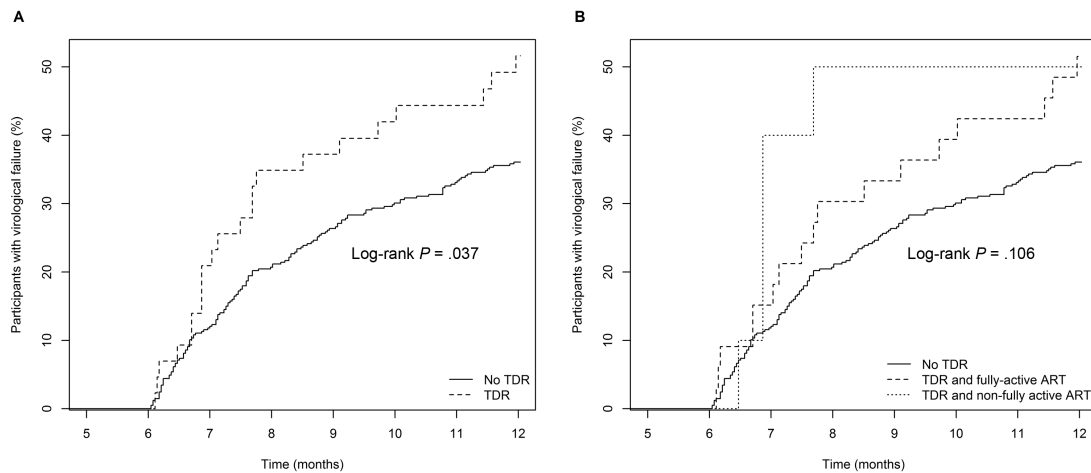 A
Participants with virological failure (%)
50
40
30
20
10
0
Log-rank P = .037
No TDR
TDR
5 6 7 8 9 10 11 12
Time (months)
B
Participants with virological failure (%)
50
40
30
20
10
0
Log-rank P = .106
No TDR
TDR and fully-active ART
TDR and non-fully active ART
5 6 7 8 9 10 11 12
Time (months)